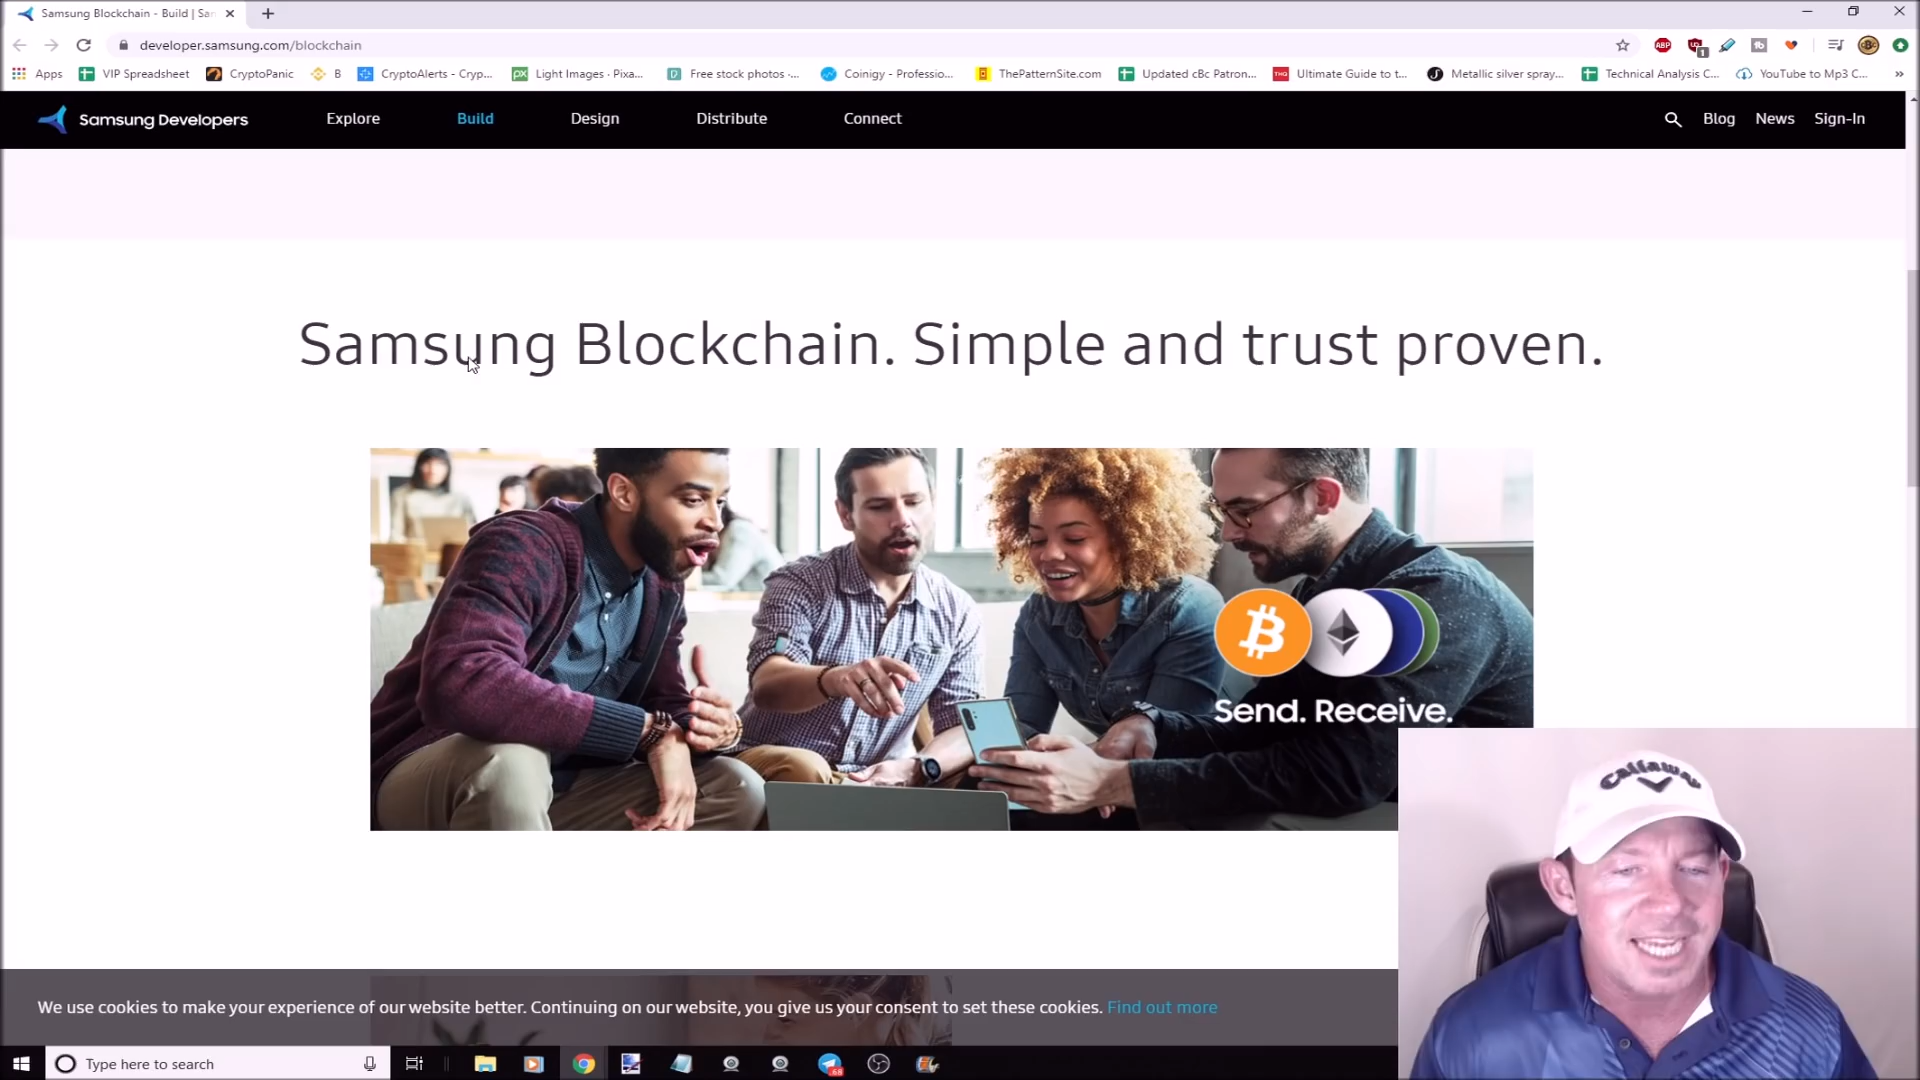 Samsung Blockchain - Build | Sar
developer.samsung.com/blockchain
ABP
1
Apps
VIP Spreadsheet
CryptoPanic
B
CryptoAlerts - Cryp...
Light Images · Pixa...
Free stock photos ·...
Coinigy - Professio...
ThePatternSite.com
Updated cBc Patron...
Ultimate Guide to t...
Metallic silver spray...
Technical Analysis C...
YouTube to Mp3 C...
Samsung Developers
Explore
Build
Design
Distribute
Connect
Blog
News
Sign-In
Samsung Blockchain. Simple and trust proven.
Send. Receive.
Callaway
We use cookies to make your experience of our website better. Continuing on our website, you give us your consent to set these cookies. Find out more
Type here to search